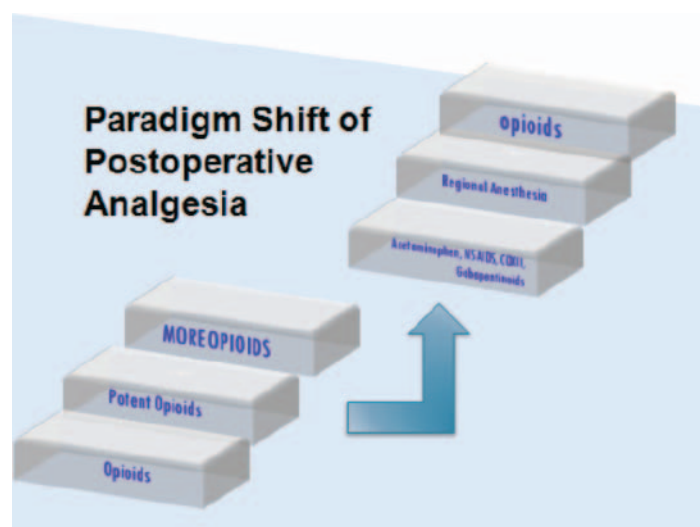 Paradigm Shift of
Postoperative
Analgesia
opioids
Regional Anesthesia
Acetaminophen, NSAIDS, COXII,
Gabapentinoids
MOREOPIOIDS
Potent Opioids
Opioids